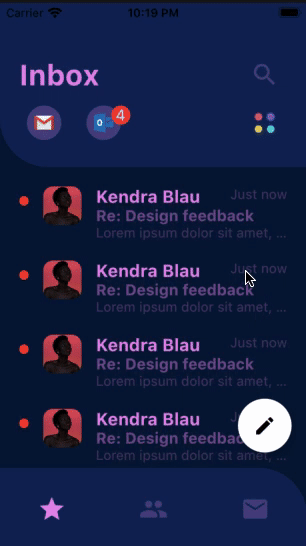 Carrier 10:19 PM
Inbox
4
Kendra Blau Just now
Re: Design feedback
Lorem ipsum dolor sit amet, ...
Kendra Blau Just now
Re: Design feedback
Lorem ipsum dolor sit amet, ...
Kendra Blau Just now
Re: Design feedback
Lorem ipsum dolor sit amet, ...
Kendra Blau Just now
Re: Design feedback
Lorem ipsum dolor sit amet,